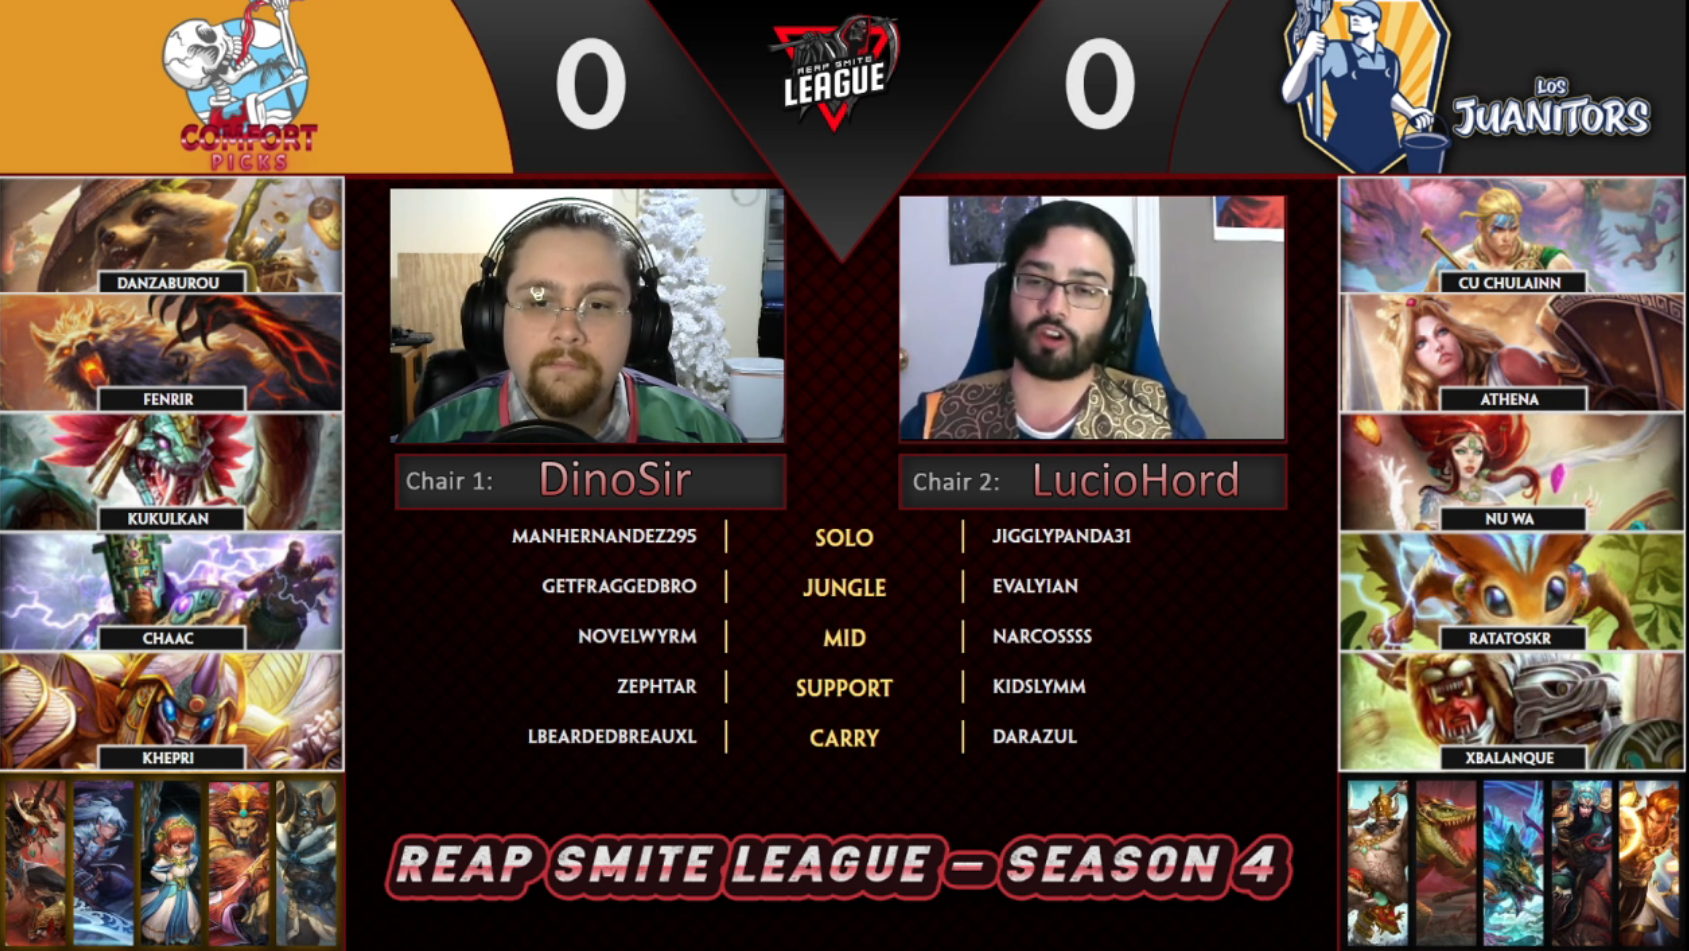 COMFORT
PICKS
0
REAP SMITE
LEAGUE
0
LOS
JUANITORS
DANZABUROU
FENRIR
KUKULKAN
CHAAC
KHEPRI
CU CHULAINN
ATHENA
NU WA
RATATOSKR
XBALANQUE
Chair 1: DinoSir
Chair 2: LucioHord
MANHERNANDEZ295 | SOLO | JIGGLYPANDA31
GETFRAGGEDBRO | JUNGLE | EVALYIAN
NOVELWYRM | MID | NARCOSSSS
ZEPHTAR | SUPPORT | KIDSLYMM
LBEARDEDBREAUXL | CARRY | DARAZUL
REAP SMITE LEAGUE – SEASON 4